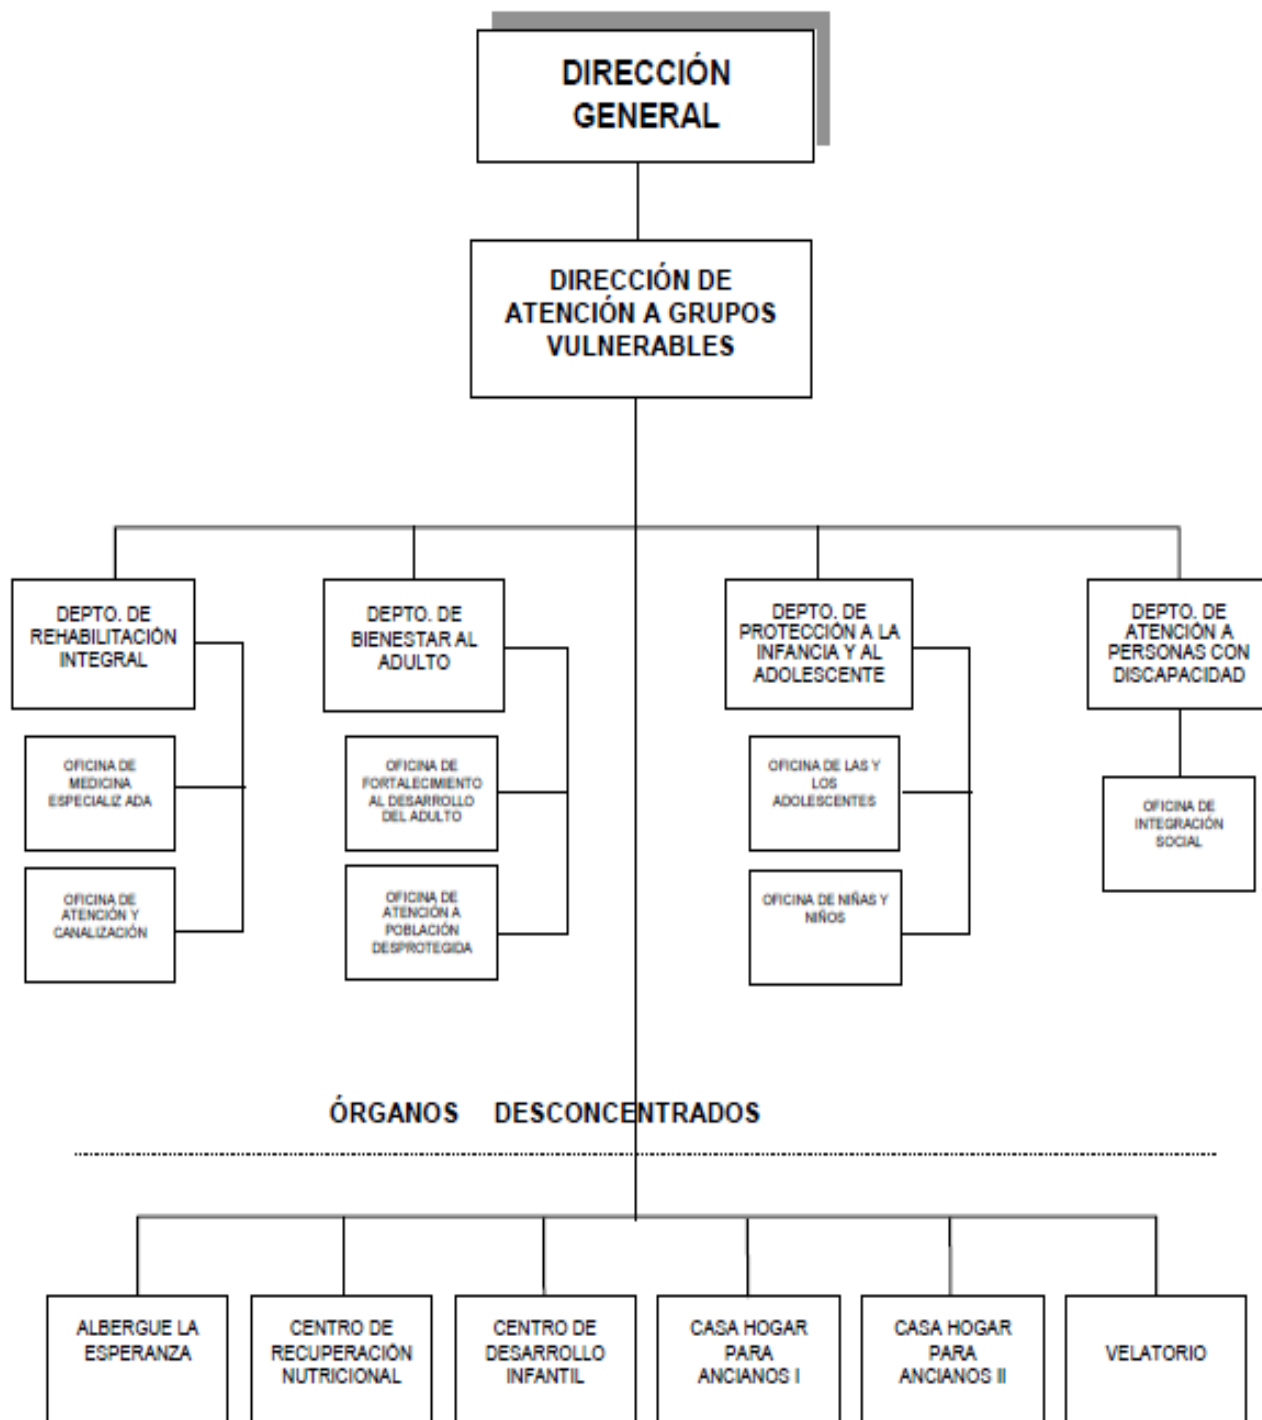 DIRECCIÓN
GENERAL
DIRECCIÓN DE
ATENCIÓN A GRUPOS
VULNERABLES
DEPTO. DE
REHABILITACIÓN
INTEGRAL
DEPTO. DE
BIENESTAR AL
ADULTO
DEPTO. DE
PROTECCIÓN A LA
INFANCIA Y AL
ADOLESCENTE
DEPTO. DE
ATENCIÓN A
PERSONAS CON
DISCAPACIDAD
OFICINA DE
MEDICINA
ESPECIALIZ ADA
OFICINA DE
FORTALECIMIENTO
AL DESARROLLO
DEL ADULTO
OFICINA DE LAS Y
LOS
ADOLESCENTES
OFICINA DE
INTEGRACIÓN
SOCIAL
OFICINA DE
ATENCIÓN Y
CANALIZACIÓN
OFICINA DE
ATENCIÓN A
POBLACIÓN
DESPROTEGIDA
OFICINA DE NIÑAS Y
NIÑOS
ÓRGANOS DESCONCENTRADOS
ALBERGUE LA
ESPERANZA
CENTRO DE
RECUPERACIÓN
NUTRICIONAL
CENTRO DE
DESARROLLO
INFANTIL
CASA HOGAR
PARA
ANCIANOS I
CASA HOGAR
PARA
ANCIANOS II
VELATORIO